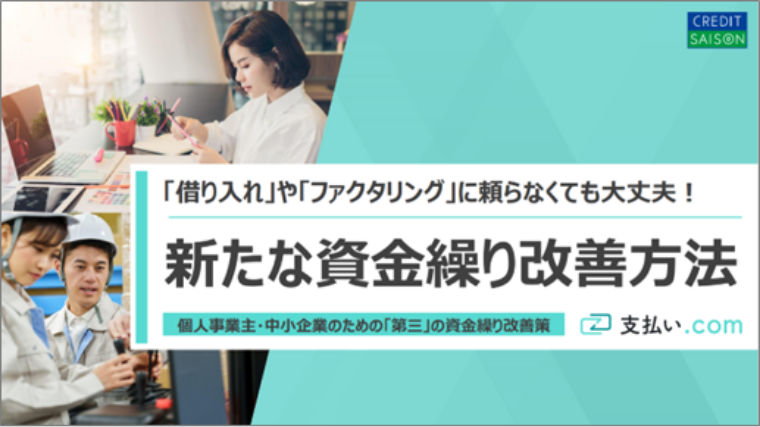 CREDIT
SAISON
「借り入れ」や「ファクタリング」に頼らなくても大丈夫！
新たな資金繰り改善方法
個人事業主・中小企業のための「第三」の資金繰り改善策
支払い.com